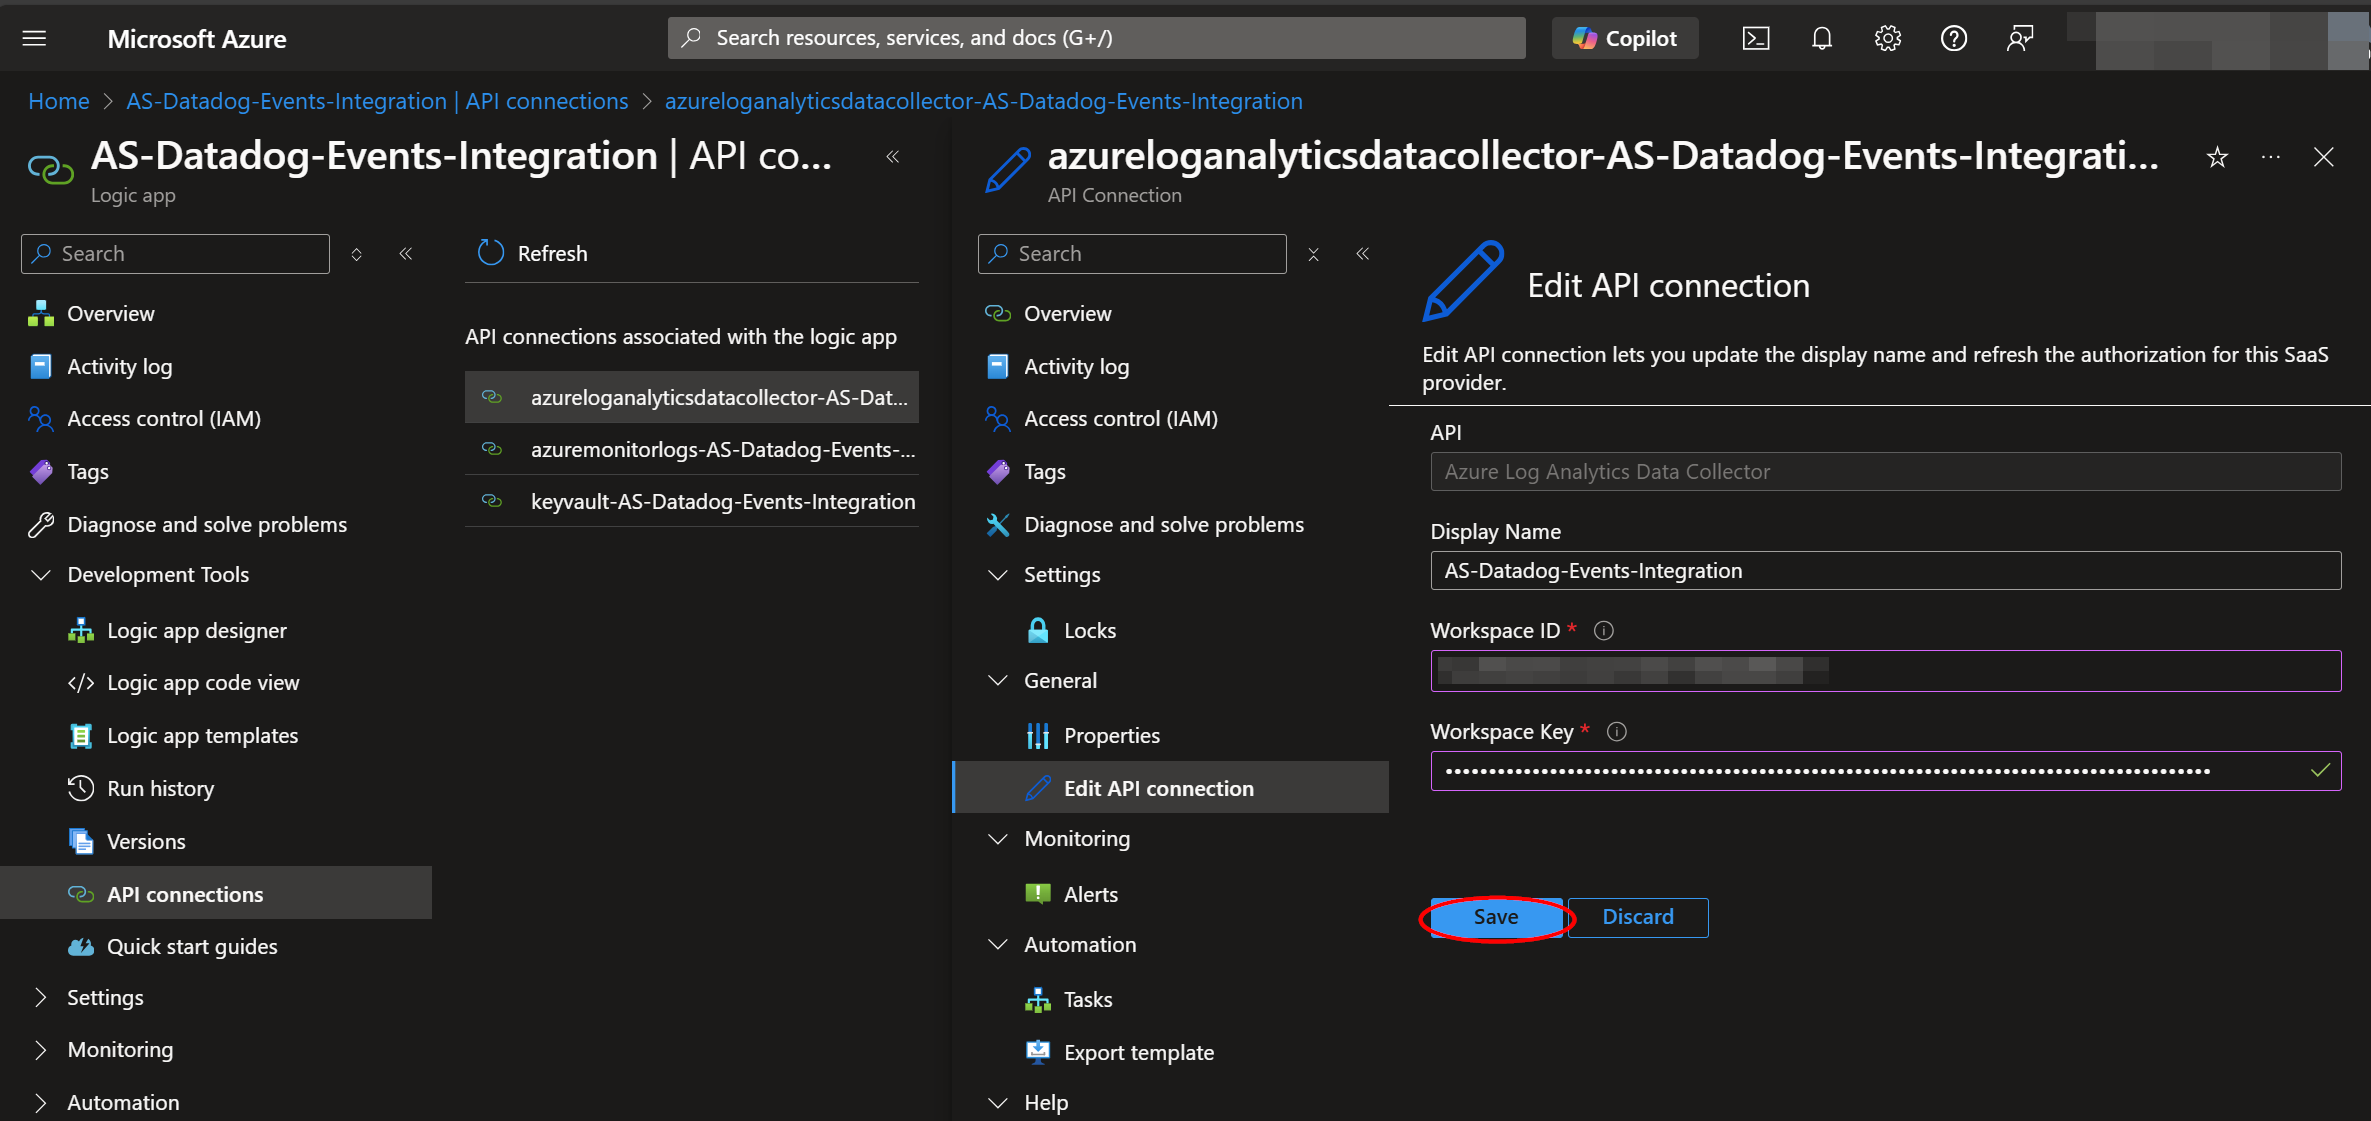 Microsoft Azure
Search resources, services, and docs (G+/)
Copilot
Home > AS-Datadog-Events-Integration | API connections > azureloganalyticsdatacollector-AS-Datadog-Events-Integration
AS-Datadog-Events-Integration | API co...
Logic app
Search
Overview
Activity log
Access control (IAM)
Tags
Diagnose and solve problems
Development Tools
Logic app designer
Logic app code view
Logic app templates
Run history
Versions
API connections
Quick start guides
Settings
Monitoring
Automation
Refresh
API connections associated with the logic app
azureloganalyticsdatacollector-AS-Dat...
azuremonitorlogs-AS-Datadog-Events-...
keyvault-AS-Datadog-Events-Integration
azureloganalyticsdatacollector-AS-Datadog-Events-Integrati...
API Connection
Search
Overview
Activity log
Access control (IAM)
Tags
Diagnose and solve problems
Settings
Locks
General
Properties
Edit API connection
Monitoring
Alerts
Automation
Tasks
Export template
Help
Edit API connection
Edit API connection lets you update the display name and refresh the authorization for this SaaS
provider.
API
Azure Log Analytics Data Collector
Display Name
AS-Datadog-Events-Integration
Workspace ID *
Workspace Key *
Save
Discard